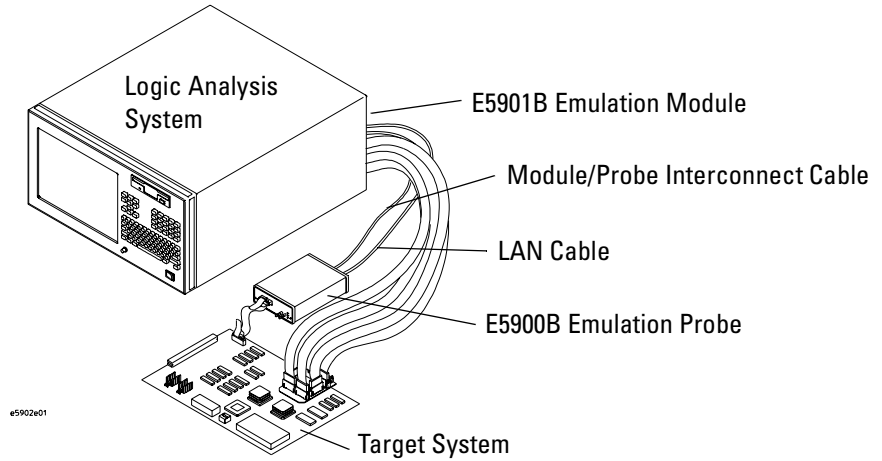 Logic Analysis
System
E5901B Emulation Module
Module/Probe Interconnect Cable
LAN Cable
E5900B Emulation Probe
e5902e01
Target System